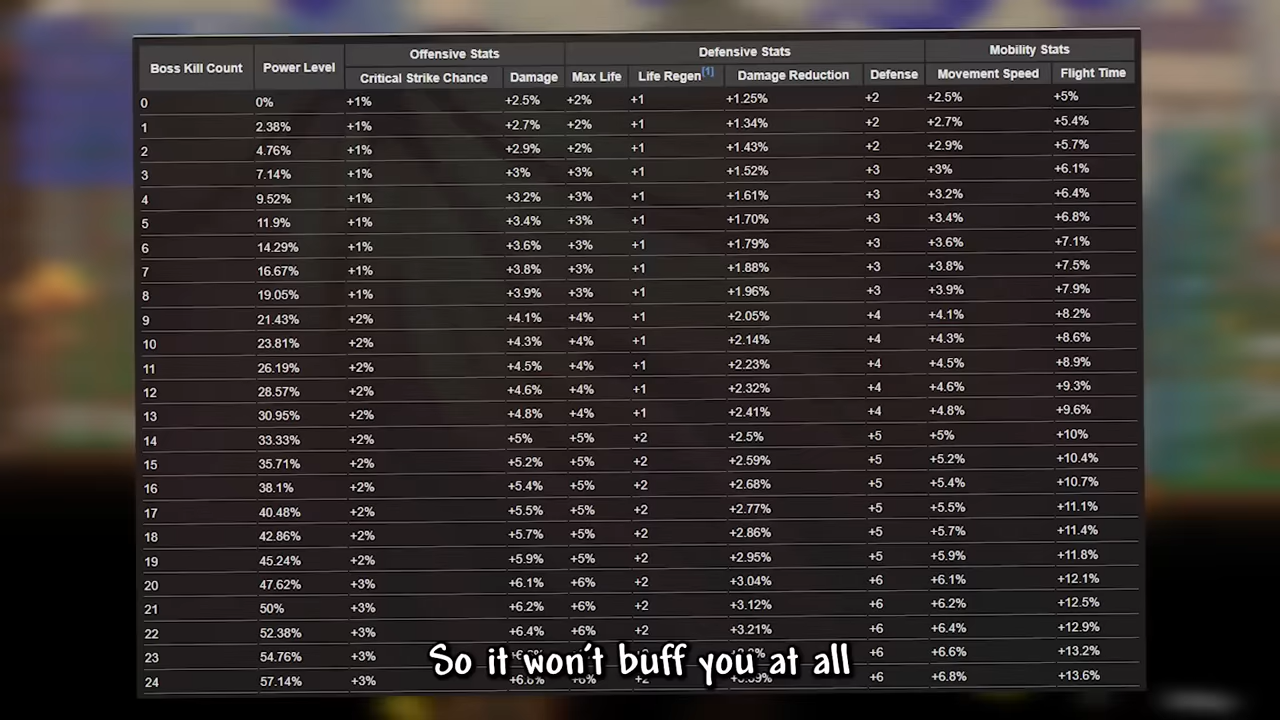 Offensive Stats Defensive Stats Mobility Stats
Boss Kill Count Power Level Critical Strike Chance Damage Max Life Life Regen[1] Damage Reduction Defense Movement Speed Flight Time
0 0% +1% +2.5% +2% +1 +1.25% +2 +2.5% +5%
1 2.38% +1% +2.7% +2% +1 +1.34% +2 +2.7% +5.4%
2 4.76% +1% +2.9% +2% +1 +1.43% +2 +2.9% +5.7%
3 7.14% +1% +3% +3% +1 +1.52% +3 +3% +6.1%
4 9.52% +1% +3.2% +3% +1 +1.61% +3 +3.2% +6.4%
5 11.9% +1% +3.4% +3% +1 +1.70% +3 +3.4% +6.8%
6 14.29% +1% +3.6% +3% +1 +1.79% +3 +3.6% +7.1%
7 16.67% +1% +3.8% +3% +1 +1.88% +3 +3.8% +7.5%
8 19.05% +1% +3.9% +3% +1 +1.96% +3 +3.9% +7.9%
9 21.43% +2% +4.1% +4% +1 +2.05% +4 +4.1% +8.2%
10 23.81% +2% +4.3% +4% +1 +2.14% +4 +4.3% +8.6%
11 26.19% +2% +4.5% +4% +1 +2.23% +4 +4.5% +8.9%
12 28.57% +2% +4.6% +4% +1 +2.32% +4 +4.6% +9.3%
13 30.95% +2% +4.8% +4% +1 +2.41% +4 +4.8% +9.6%
14 33.33% +2% +5% +5% +2 +2.5% +5 +5% +10%
15 35.71% +2% +5.2% +5% +2 +2.59% +5 +5.2% +10.4%
16 38.1% +2% +5.4% +5% +2 +2.68% +5 +5.4% +10.7%
17 40.48% +2% +5.5% +5% +2 +2.77% +5 +5.5% +11.1%
18 42.86% +2% +5.7% +5% +2 +2.86% +5 +5.7% +11.4%
19 45.24% +2% +5.9% +5% +2 +2.95% +5 +5.9% +11.8%
20 47.62% +3% +6.1% +6% +2 +3.04% +6 +6.1% +12.1%
21 50% +3% +6.2% +6% +2 +3.12% +6 +6.2% +12.5%
22 52.38% +3% +6.4% +6% +2 +3.21% +6 +6.4% +12.9%
23 54.76% +3% +6 +6.6% +13.2%
So it won't buff you at all
24 57.14% +3% +6.8% +6% +2 +6 +6.8% +13.6%